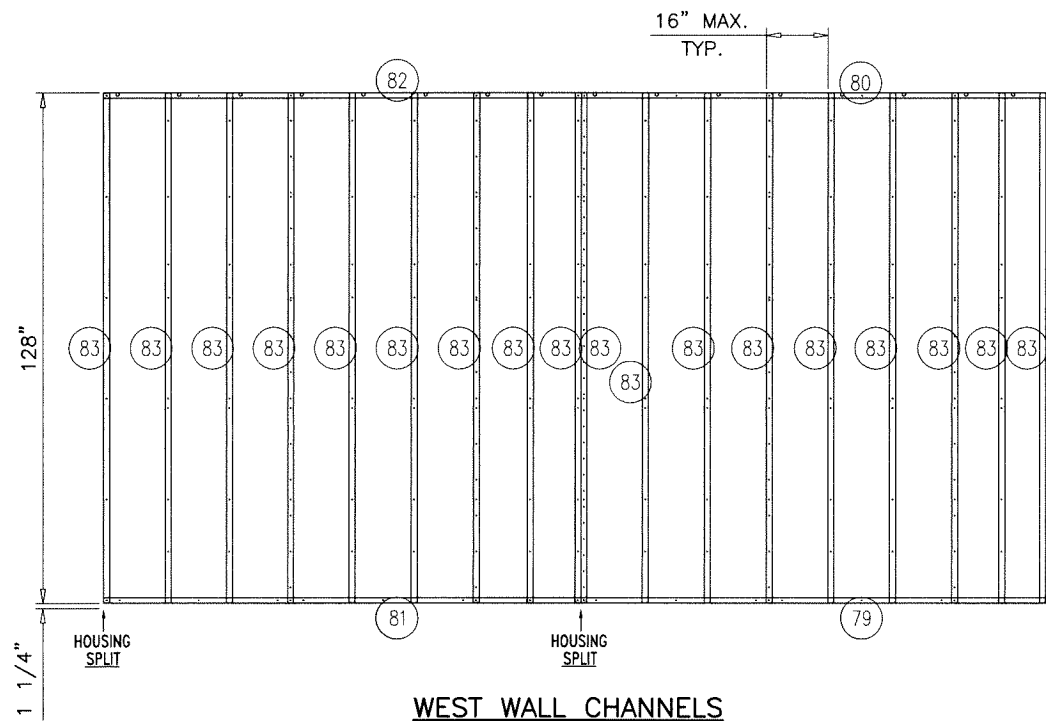 16" MAX.
TYP.
82
80
128"
83 83 83 83 83 83 83 83 83 83 83 83 83 83 83 83 83
83
81
79
HOUSING
SPLIT
HOUSING
SPLIT
1 1/4"
WEST WALL CHANNELS